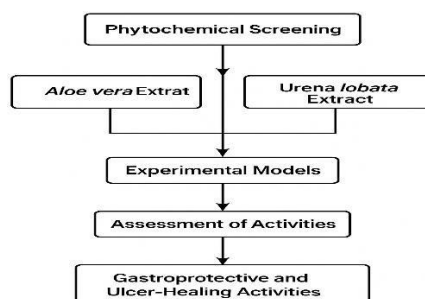 Phytochemical Screening
Aloe vera Extrat
Urena lobata
Extract
Experimental Models
Assessment of Activities
Gastroprotective and
Ulcer-Healing Activities